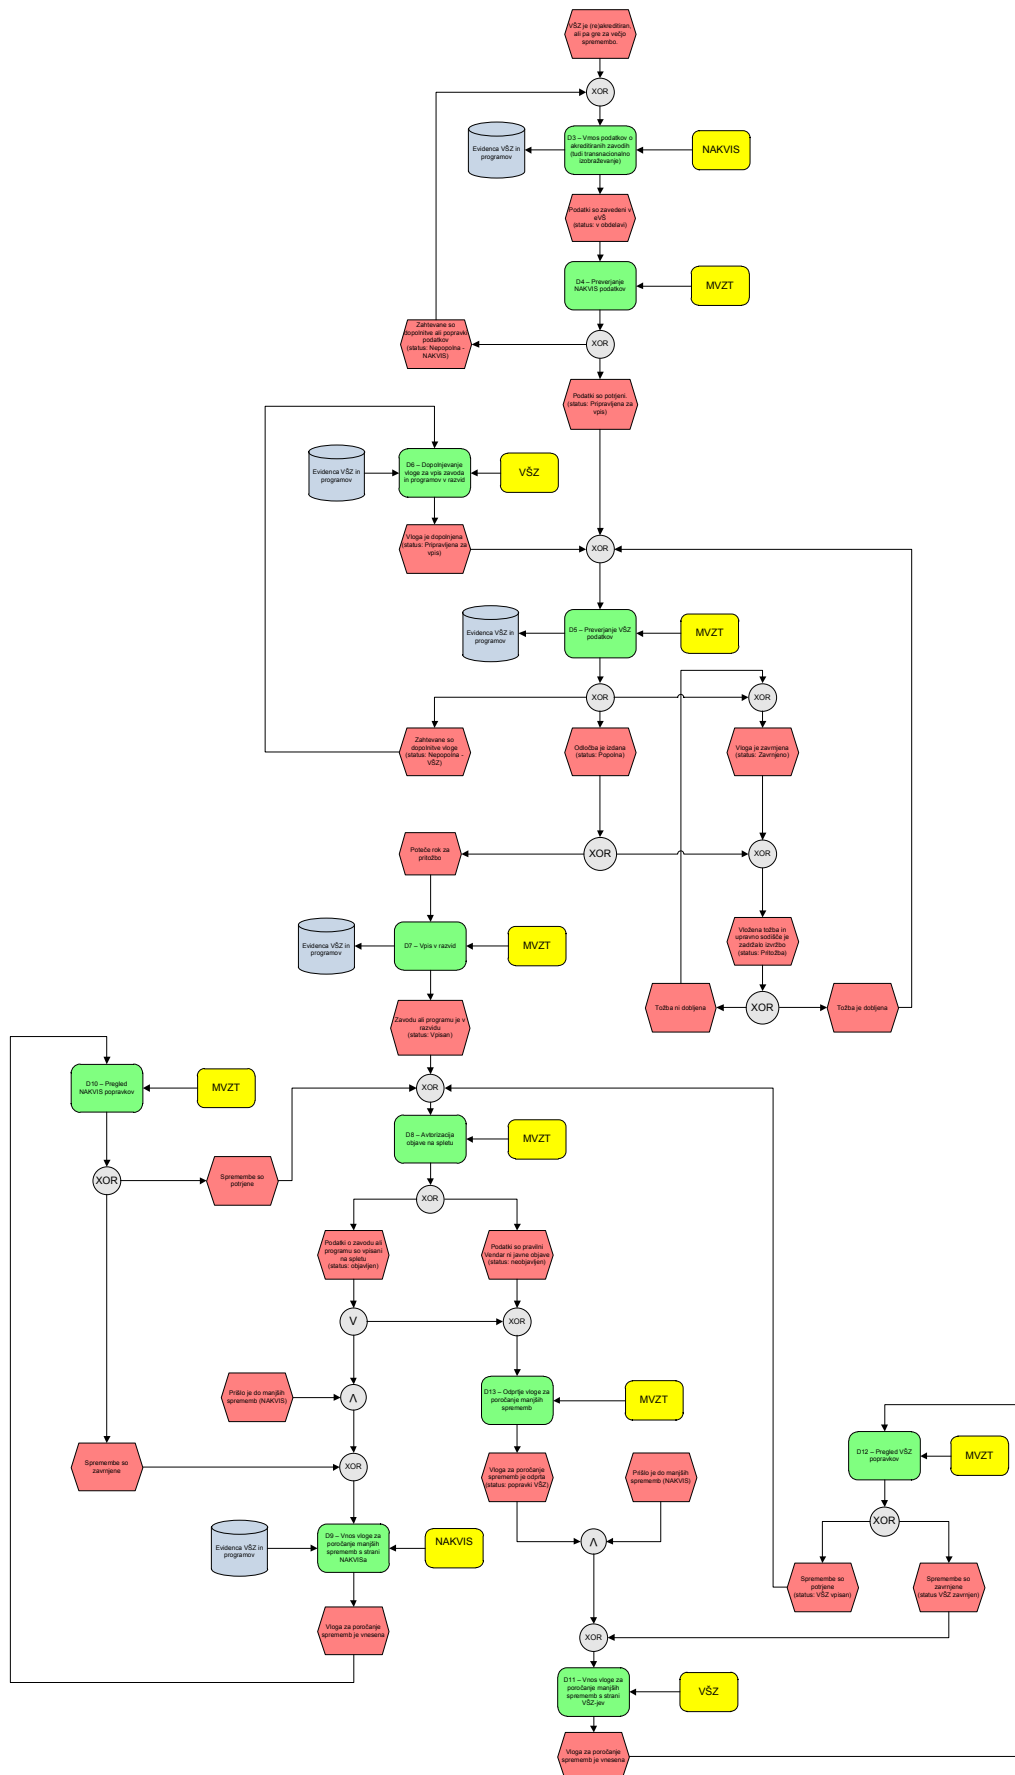 VŠZ je (re)akreditiran,
ali pa gre za večjo
spremembo.
XOR
Evidenca VŠZ in
programov
D3 – Vnos podatkov o
akreditiranih zavodih
(tudi transnacionalno
izobraževanje)
NAKVIS
Podatki so zavedeni v
eVŠ
(status: v obdelavi)
D4 – Preverjanje
NAKVIS podatkov
MVZT
Zahtevane so
dopolnitve ali popravki
podatkov
(status: Nepopolna -
NAKVIS)
XOR
Podatki so potrjeni.
(status: Pripravljena za
vpis)
Evidenca VŠZ in
programov
D6 – Dopolnjevanje
vloge za vpis zavoda
in programov v razvid
VŠZ
Vloga je dopolnjena
(status: Pripravljena za
vpis)
XOR
Evidenca VŠZ in
programov
D5 – Preverjanje VŠZ
podatkov
MVZT
XOR
XOR
Zahtevane so
dopolnitve vloge
(status: Nepopolna -
VŠZ)
Odločba je izdana
(status: Popolna)
Vloga je zavrnjena
(status: Zavrnjeno)
Poteče rok za
pritožbo
XOR
XOR
Evidenca VŠZ in
programov
D7 – Vpis v razvid
MVZT
Vložena tožba in
upravno sodišče je
zadržalo izvržbo
(status: Pritožba)
Tožba ni dobljena
XOR
Tožba je dobljena
Zavodu ali programu je v
razvidu
(status: Vpisan)
D10 – Pregled
NAKVIS popravkov
MVZT
XOR
D8 – Avtorizacija
objave na spletu
MVZT
XOR
Spremembe so
potrjene
XOR
Podatki o zavodu ali
programu so vpisani
na spletu
(status: objavljen)
Podatki so pravilni
Vendar ni javne objave
(status: neobjavljen)
V
XOR
Prišlo je do manjših
sprememb (NAKVIS)
Λ
D13 – Odprtje vloge za
poročanje manjših
sprememb
MVZT
Spremembe so
zavrnjene
XOR
Vloga za poročanje
sprememb je odprta
(status: popravki VŠZ)
Prišlo je do manjših
sprememb (NAKVIS)
D12 – Pregled VŠZ
popravkov
MVZT
XOR
Evidenca VŠZ in
programov
D9 – Vnos vloge za
poročanje manjših
sprememb s strani
NAKVISa
NAKVIS
Λ
Spremembe so
potrjene
(status: VŠZ vpisan)
Spremembe so
zavrnjene
(status VŠZ zavrnjen)
Vloga za poročanje
sprememb je vnesena
XOR
D11 – Vnos vloge za
poročanje manjših
sprememb s strani
VŠZ-jev
VŠZ
Vloga za poročanje
sprememb je vnesena